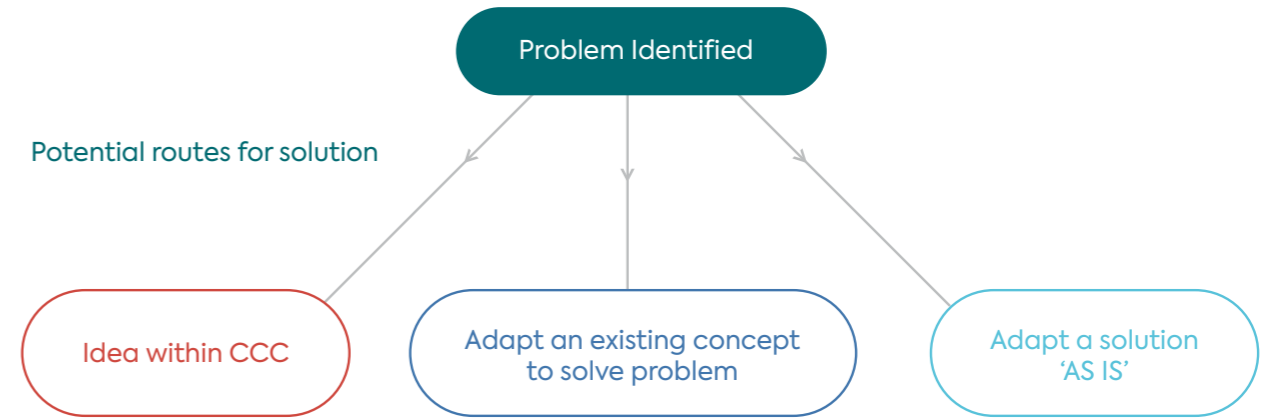 Problem Identified
Potential routes for solution
Idea within CCC
Adapt an existing concept
to solve problem
Adapt a solution
‘AS IS’